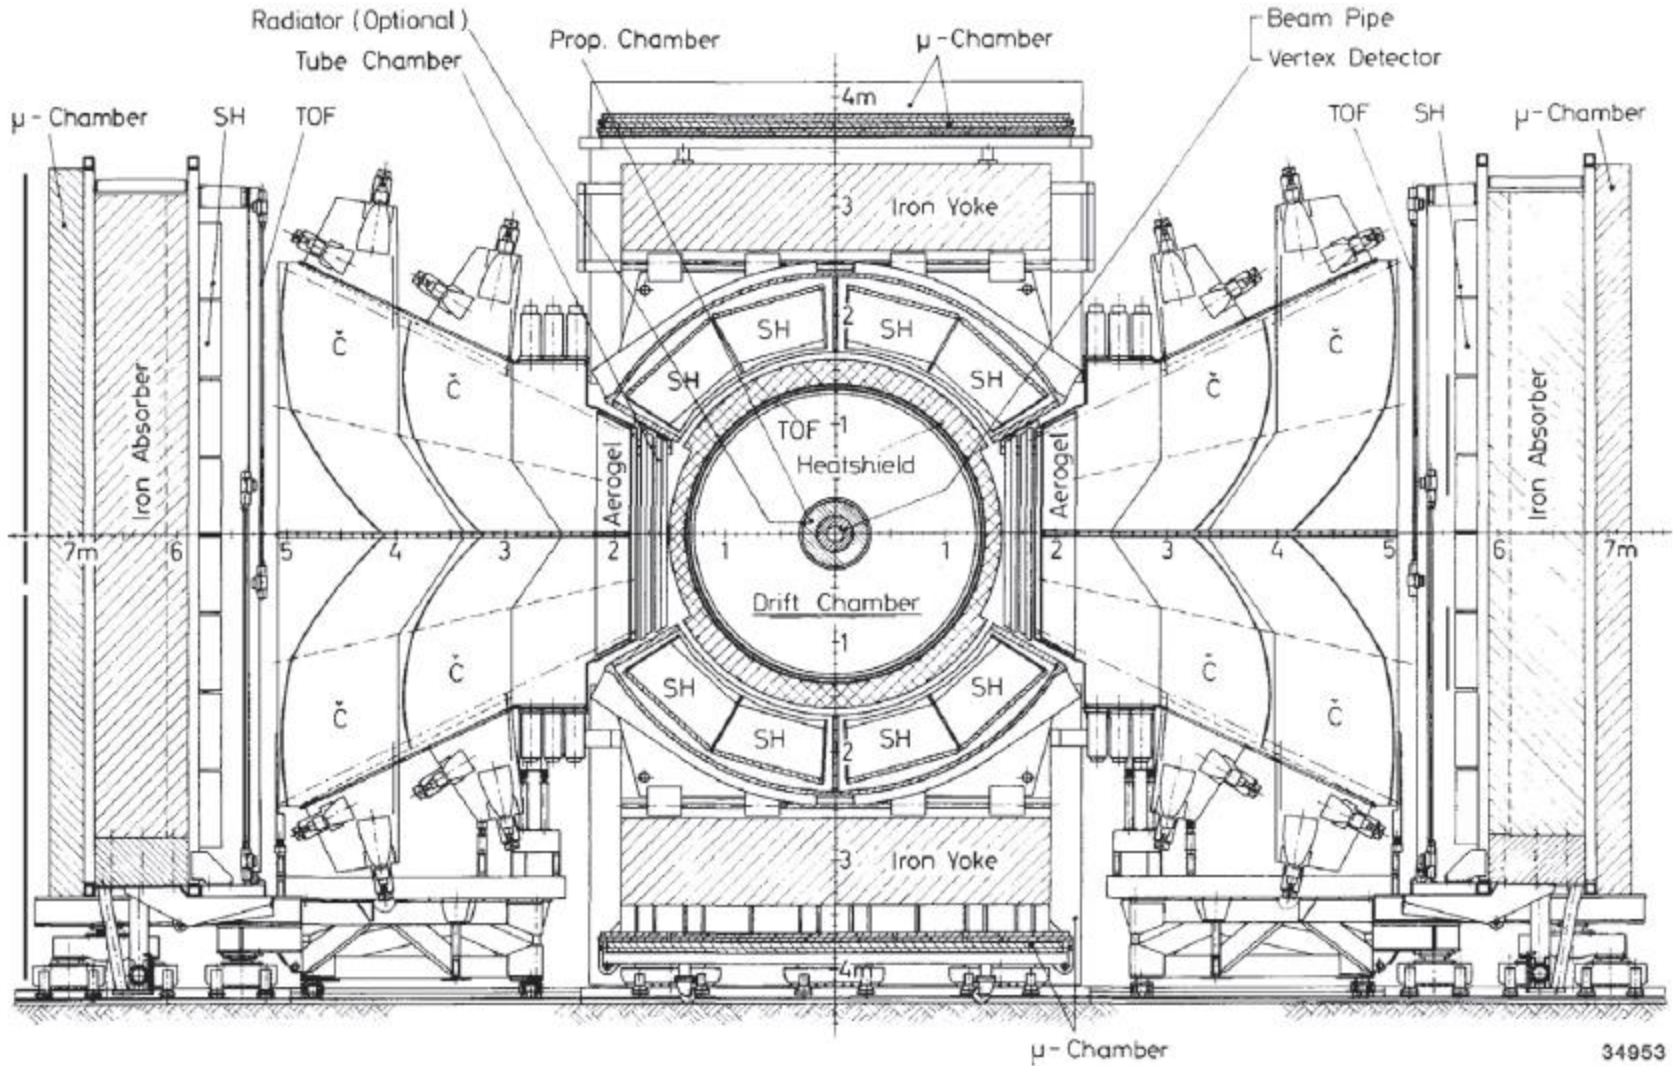 Radiator (Optional)
Tube Chamber
Prop. Chamber
µ-Chamber
Beam Pipe
Vertex Detector
µ-Chamber
SH
TOF
TOF
SH
µ-Chamber
4m
3 Iron Yoke
Č
Č
SH
2
SH
Č
Č
SH
SH
Iron Absorber
Aerogel
TOF
1
Heatshield
Aerogel
Iron Absorber
7m 6 5 4 3 2 1 1 2 3 4 5 6 7m
Drift Chamber
1
Č
Č
SH
SH
Č
Č
SH
2
SH
3 Iron Yoke
4m
µ-Chamber
34953